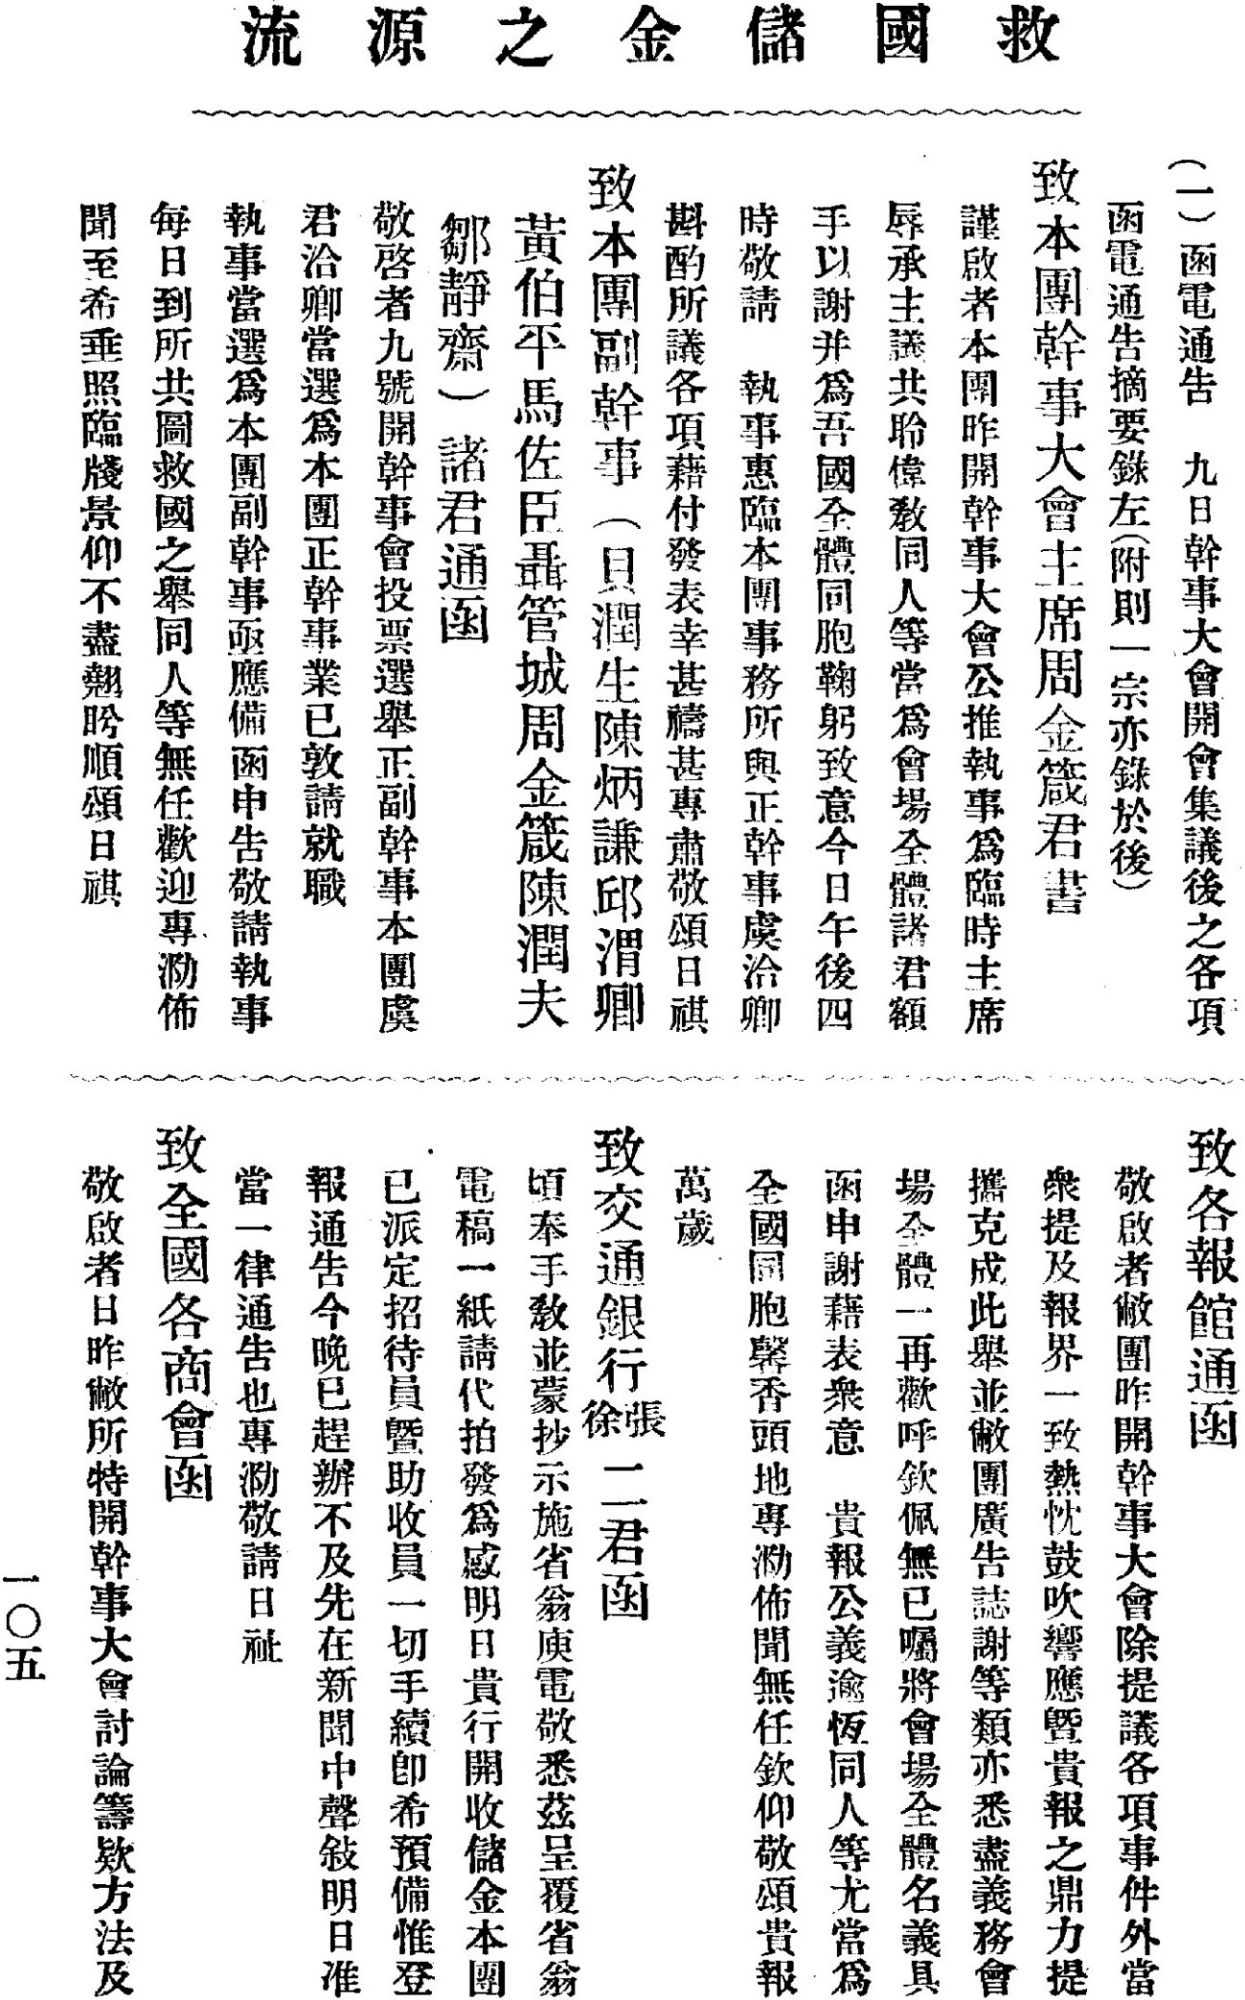 救國儲金之源流
(一)函電通告　九日幹事大會開會集議後之各項
函電通告摘要錄左(附則一宗亦錄於後)
致本團幹事大會主席周金箴君書
謹啟者本團昨開幹事大會公推執事爲臨時主席
辱承主議共聆偉教同人等當爲會場全體諸君額
手以謝并爲吾國全體同胞鞠躬致意今日午後四
時敬請　執事惠臨本團事務所與正幹事虞洽卿
斟酌所議各項藉付發表幸甚禱甚專肅敬頌日祺
致本團副幹事(貝潤生陳炳謙邱渭卿
黃伯平馬佐臣聶管城周金箴陳潤夫
鄒靜齋)諸君通函
敬啓者九號開幹事會投票選舉正副幹事本團虞
君洽卿當選爲本團正幹事業已敦請就職
執事當選爲本團副幹事亟應備函申告敬請執事
每日到所共圖救國之舉同人等無任歡迎專泐佈
聞至希垂照臨牋景仰不盡翹盼順頌日祺
致各報館通函
敬啟者敝團昨開幹事大會除提議各項事件外當
衆提及報界一致熱忱鼓吹響應曁貴報之鼎力提
攜克成此舉並敝團廣告誌謝等類亦悉盡義務會
場全體一再歡呼欽佩無已囑將會場全體名義具
函申謝藉表衆意　貴報公義逾恆同人等尤當爲
全國同胞馨香頭地專泐佈聞無任欽仰敬頌貴報
萬歲
致交通銀行張徐二君函
頃奉手敎並蒙抄示施省翁庚電敬悉茲呈覆省翁
電稿一紙請代拍發爲感明日貴行開收儲金本團
已派定招待員曁助收員一切手續卽希預備惟登
報通告今晚已趕辦不及先在新聞中聲敍明日准
當一律通告也專泐敬請日祉
致全國各商會函
敬啟者日昨敝所特開幹事大會討論籌欵方法及
一〇五